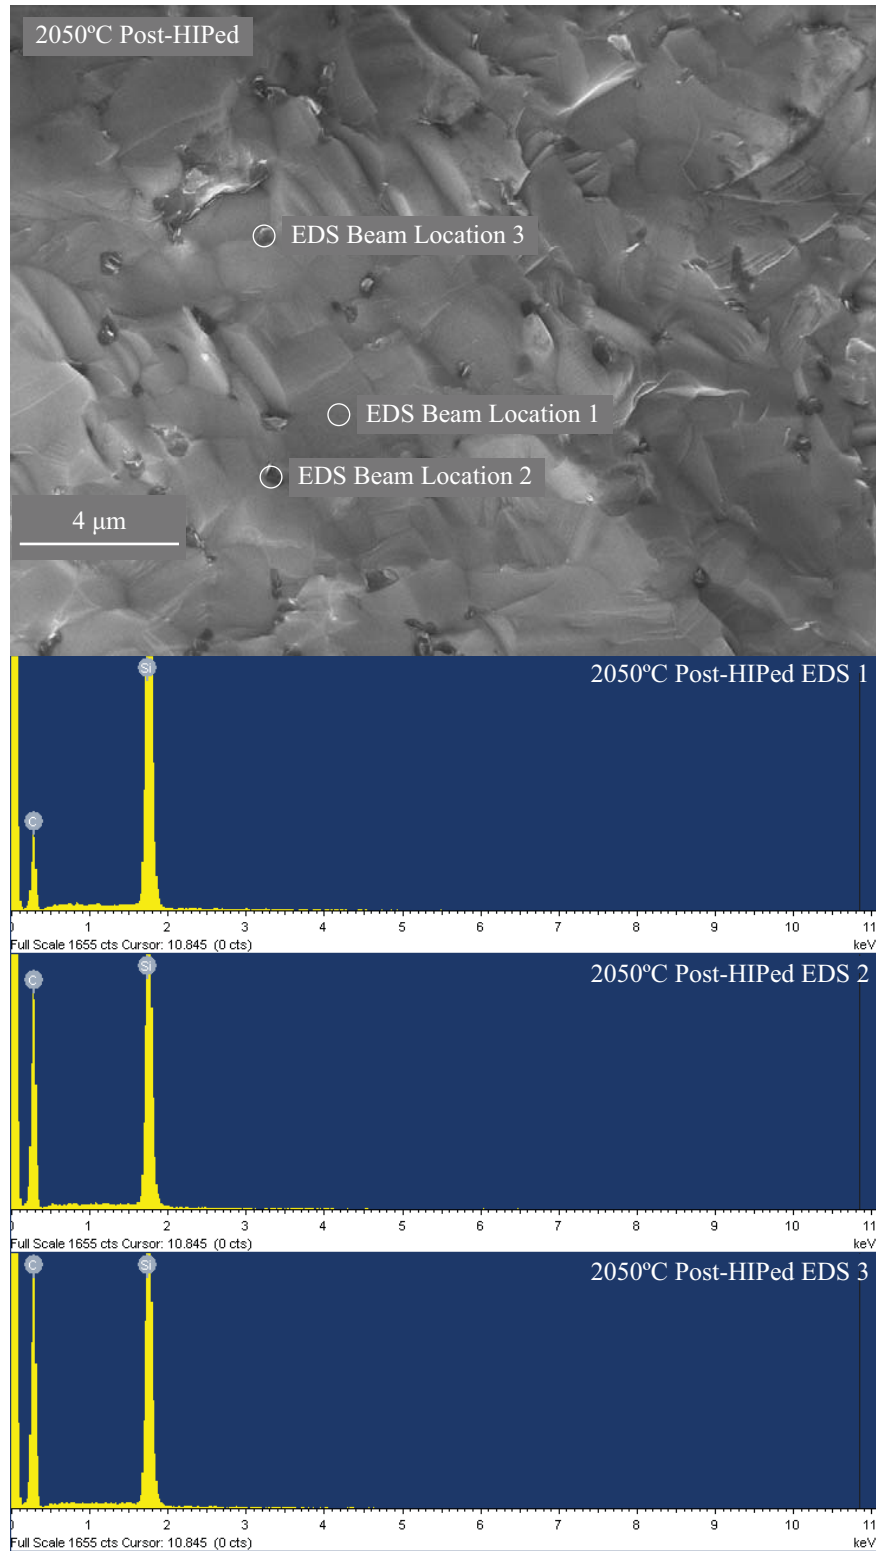 2050ºC Post-HIPed
EDS Beam Location 3
EDS Beam Location 1
EDS Beam Location 2
4 μm
2050ºC Post-HIPed EDS 1
Si
C
0 1 2 3 4 5 6 7 8 9 10 11
Full Scale 1655 cts Cursor: 10.845 (0 cts) keV
2050ºC Post-HIPed EDS 2
C Si
0 1 2 3 4 5 6 7 8 9 10 11
Full Scale 1655 cts Cursor: 10.845 (0 cts) keV
2050ºC Post-HIPed EDS 3
C Si
0 1 2 3 4 5 6 7 8 9 10 11
Full Scale 1655 cts Cursor: 10.845 (0 cts) keV